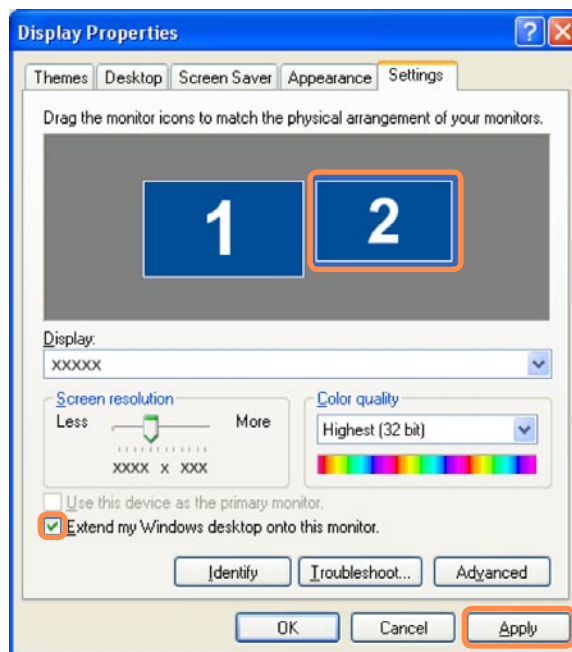 Display Properties
Themes Desktop Screen Saver Appearance Settings
Drag the monitor icons to match the physical arrangement of your monitors.
1 2
Display:
xxxxx
Screen resolution Color quality
Less More Highest (32 bit)
xxxx x xxx
Use this device as the primary monitor.
Extend my Windows desktop onto this monitor.
Identify Troubleshoot... Advanced
OK Cancel Apply